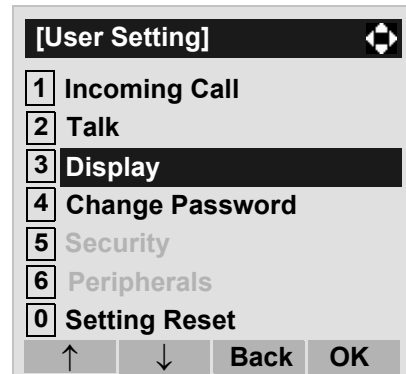 [User Setting]
1 Incoming Call
2 Talk
3 Display
4 Change Password
5 Security
6 Peripherals
0 Setting Reset
↑ ↓ Back OK